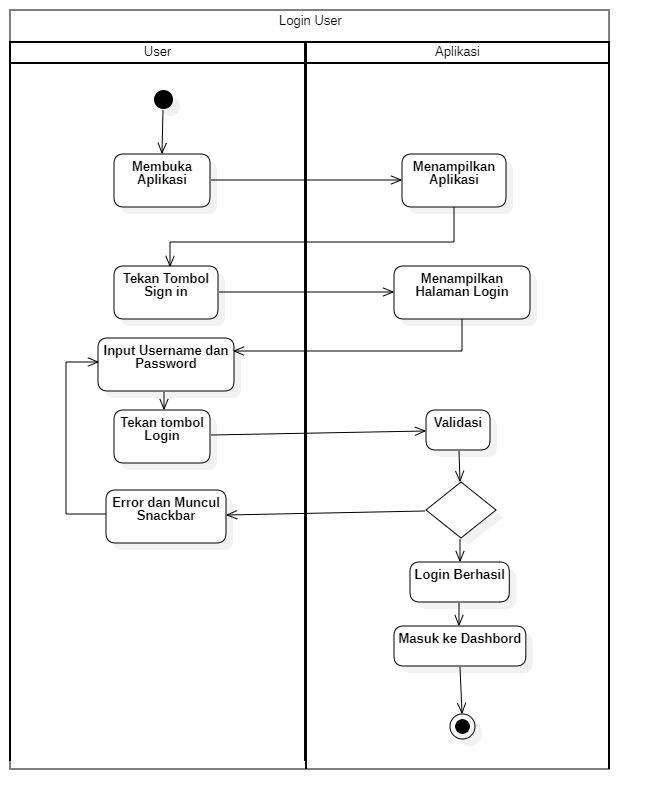 Login User
User
Aplikasi
Membuka
Aplikasi
Menampilkan
Aplikasi
Tekan Tombol
Sign in
Menampilkan
Halaman Login
Input Username dan
Password
Tekan tombol
Login
Validasi
Error dan Muncul
Snackbar
Login Berhasil
Masuk ke Dashbord